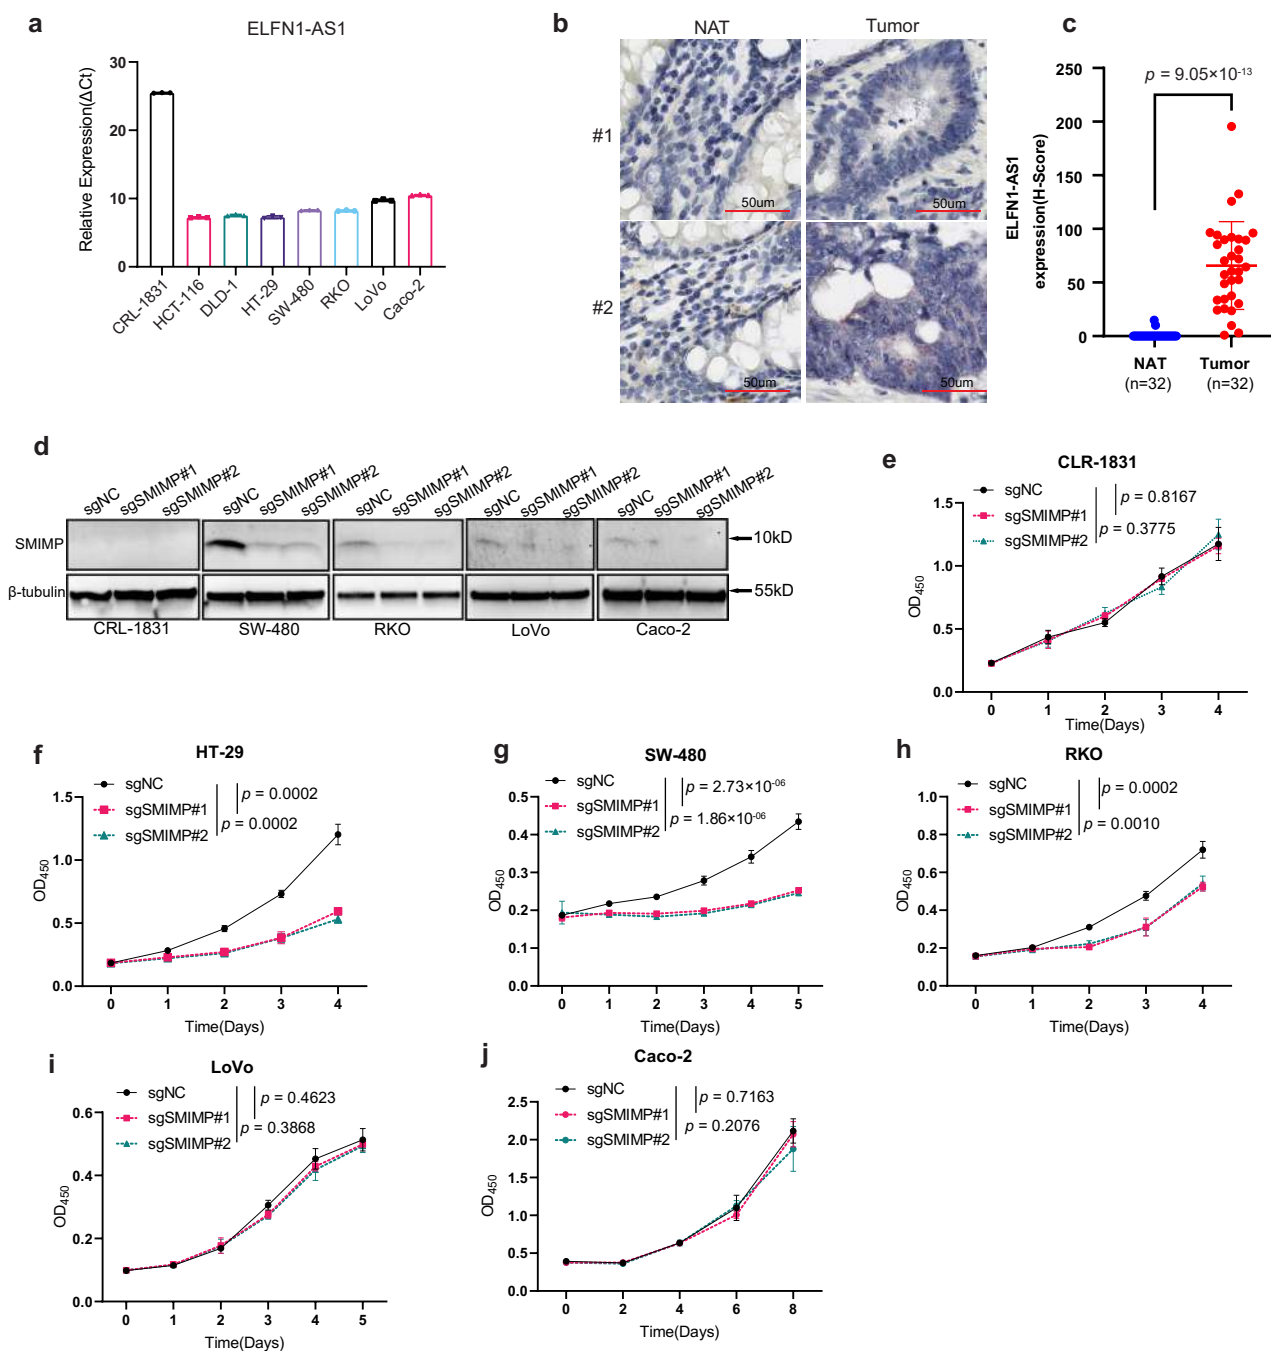 a
ELFN1-AS1
Relative Expression(ΔCt)
30
20
10
0
CRL-1831
HCT-116
DLD-1
HT-29
SW-480
RKO
LoVo
Caco-2
b
NAT
Tumor
#1
#2
50um
50um
50um
50um
c
p = 9.05×10-13
ELFN1-AS1
expression(H-Score)
250
200
150
100
50
0
NAT
(n=32)
Tumor
(n=32)
d
sgNC
sgSMIMP#1
sgSMIMP#2
sgNC
sgSMIMP#1
sgSMIMP#2
sgNC
sgSMIMP#1
sgSMIMP#2
sgNC
sgSMIMP#1
sgSMIMP#2
sgNC
sgSMIMP#1
sgSMIMP#2
SMIMP
10kD
β-tubulin
55kD
CRL-1831
SW-480
RKO
LoVo
Caco-2
e
CLR-1831
sgNC
sgSMIMP#1
sgSMIMP#2
p = 0.8167
p = 0.3775
OD450
1.5
1.0
0.5
0.0
0 1 2 3 4
Time(Days)
f
HT-29
sgNC
sgSMIMP#1
sgSMIMP#2
p = 0.0002
p = 0.0002
OD450
1.5
1.0
0.5
0.0
0 1 2 3 4
Time(Days)
g
SW-480
sgNC
sgSMIMP#1
sgSMIMP#2
p = 2.73×10-06
p = 1.86×10-06
OD450
0.5
0.4
0.3
0.2
0.1
0.0
0 1 2 3 4 5
Time(Days)
h
RKO
sgNC
sgSMIMP#1
sgSMIMP#2
p = 0.0002
p = 0.0010
OD450
1.0
0.8
0.6
0.4
0.2
0.0
0 1 2 3 4
Time(Days)
i
LoVo
sgNC
sgSMIMP#1
sgSMIMP#2
p = 0.4623
p = 0.3868
OD450
0.6
0.4
0.2
0.0
0 1 2 3 4 5
Time(Days)
j
Caco-2
sgNC
sgSMIMP#1
sgSMIMP#2
p = 0.7163
p = 0.2076
OD450
2.5
2.0
1.5
1.0
0.5
0.0
0 2 4 6 8
Time(Days)